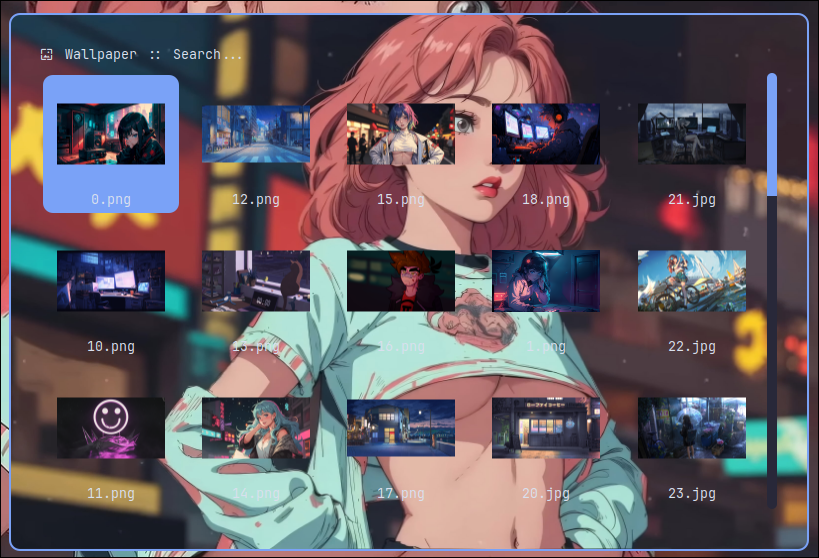 Wallpaper :: Search...
0.png 12.png 15.png 18.png 21.jpg
10.png 13.png 16.png 1.png 22.jpg
11.png 14.png 17.png 20.jpg 23.jpg